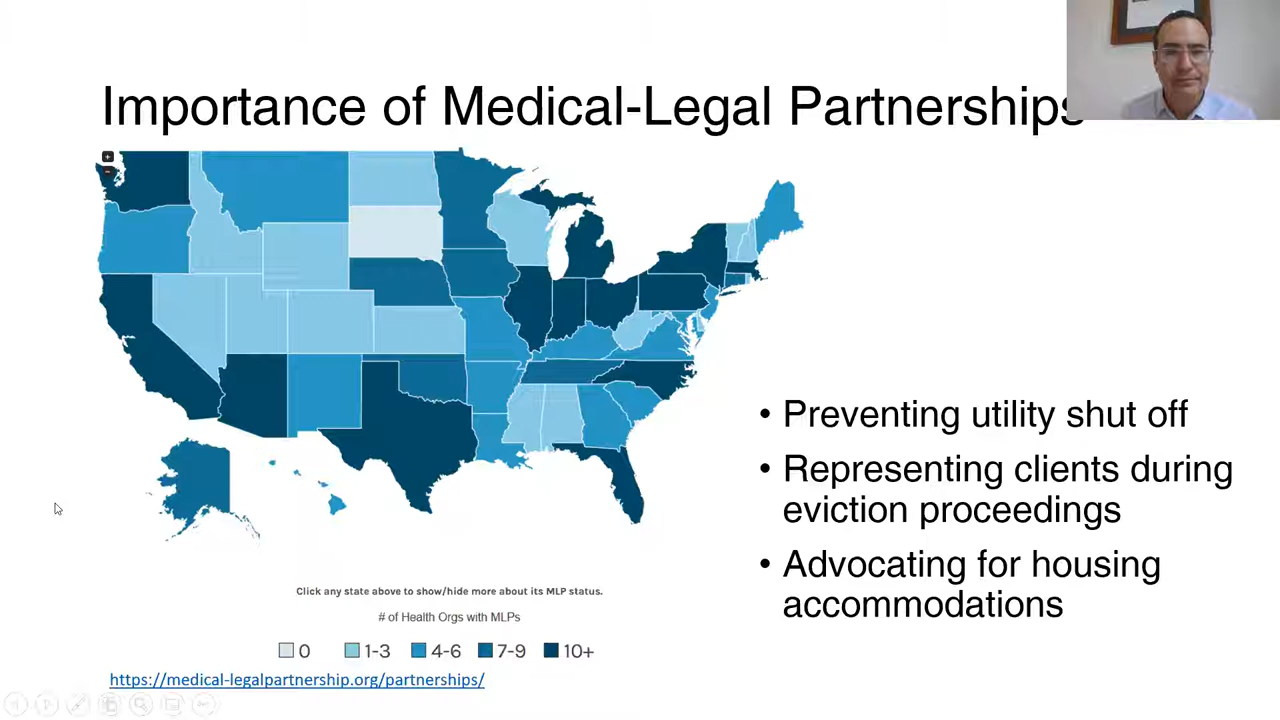 Importance of Medical-Legal Partnerships
• Preventing utility shut off
• Representing clients during
eviction proceedings
• Advocating for housing
accommodations
Click any state above to show/hide more about its MLP status.
# of Health Orgs with MLPs
0 1-3 4-6 7-9 10+
https://medical-legalpartnership.org/partnerships/